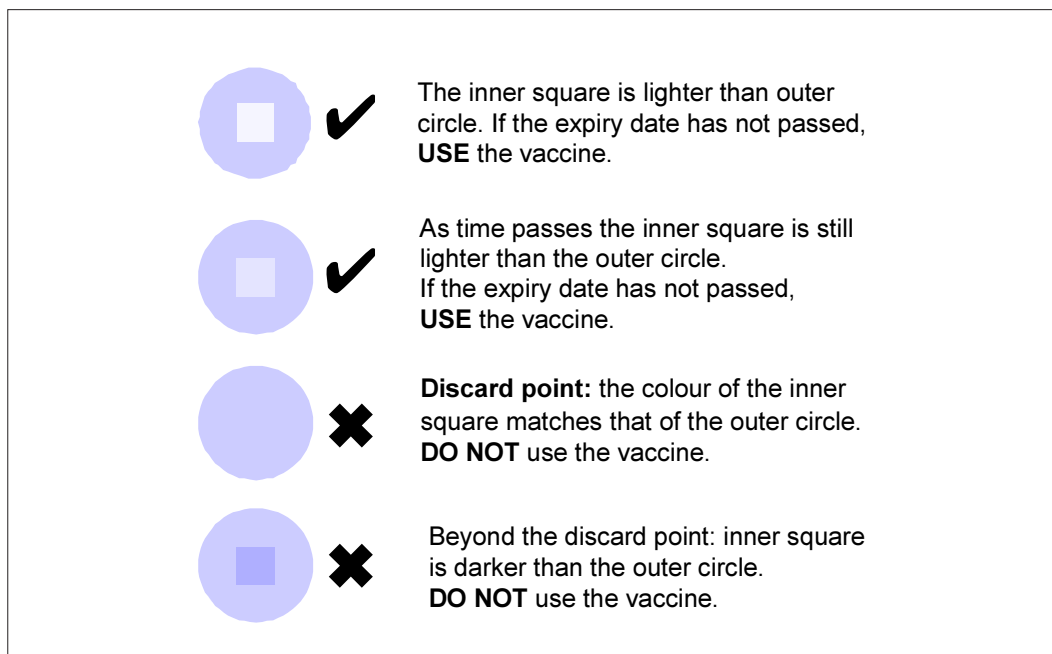 The inner square is lighter than outer
circle. If the expiry date has not passed,
USE the vaccine.
As time passes the inner square is still
lighter than the outer circle.
If the expiry date has not passed,
USE the vaccine.
Discard point: the colour of the inner
square matches that of the outer circle.
DO NOT use the vaccine.
Beyond the discard point: inner square
is darker than the outer circle.
DO NOT use the vaccine.